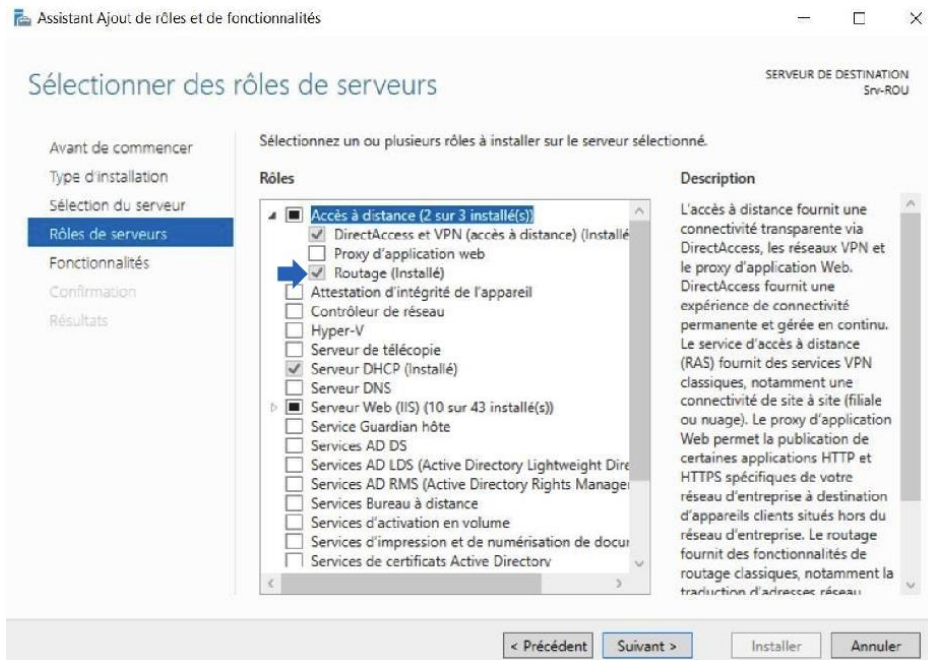 Assistant Ajout de rôles et de fonctionnalités
Sélectionner des rôles de serveurs
SERVEUR DE DESTINATION
Srv-ROU
Avant de commencer
Type d'installation
Sélection du serveur
Rôles de serveurs
Fonctionnalités
Confirmation
Résultats
Sélectionnez un ou plusieurs rôles à installer sur le serveur sélectionné.
Rôles
Accès à distance (2 sur 3 installé(s))
DirectAccess et VPN (accès à distance) (Installé
Proxy d'application web
Routage (Installé)
Attestation d'intégrité de l'appareil
Contrôleur de réseau
Hyper-V
Serveur de télécopie
Serveur DHCP (Installé)
Serveur DNS
Serveur Web (IIS) (10 sur 43 installé(s))
Service Guardian hôte
Services AD DS
Services AD LDS (Active Directory Lightweight Dire
Services AD RMS (Active Directory Rights Manage
Services Bureau à distance
Services d'activation en volume
Services d'impression et de numérisation de docur
Services de certificats Active Directory
Description
L'accès à distance fournit une
connectivité transparente via
DirectAccess, les réseaux VPN et
le proxy d'application Web.
DirectAccess fournit une
expérience de connectivité
permanente et gérée en continu.
Le service d'accès à distance
(RAS) fournit des services VPN
classiques, notamment une
connectivité de site à site (filiale
ou nuage). Le proxy d'application
Web permet la publication de
certaines applications HTTP et
HTTPS spécifiques de votre
réseau d'entreprise à destination
d'appareils clients situés hors du
réseau d'entreprise. Le routage
fournit des fonctionnalités de
routage classiques, notamment la
traduction d'adresses réseau
< Précédent
Suivant >
Installer
Annuler